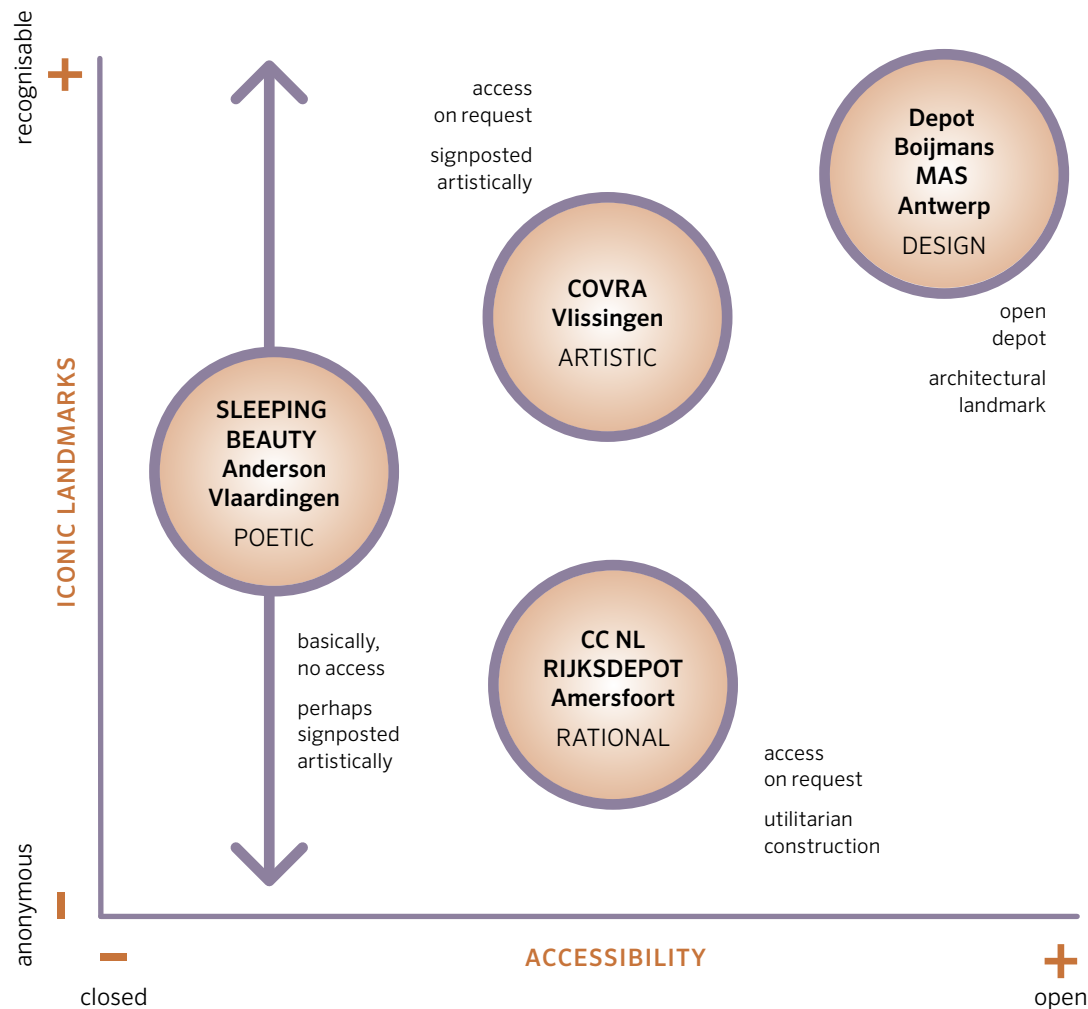 recognisable
+
access
on request
signposted
artistically
Depot
Boijmans
MAS
Antwerp
DESIGN
open
depot
architectural
landmark
COVRA
Vlissingen
ARTISTIC
ICONIC LANDMARKS
SLEEPING
BEAUTY
Anderson
Vlaardingen
POETIC
basically,
no access
perhaps
signposted
artistically
CC NL
RIJKSDEPOT
Amersfoort
RATIONAL
access
on request
utilitarian
construction
anonymous
−
−
closed
ACCESSIBILITY
+
open